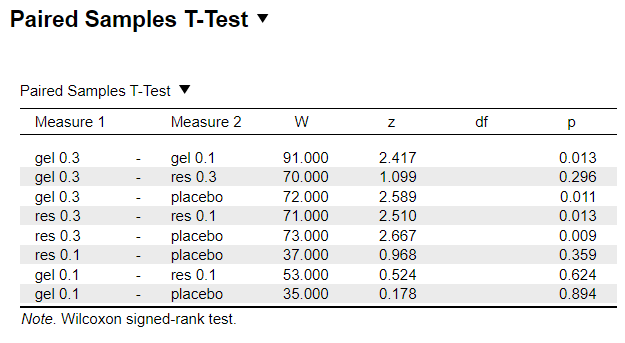 Paired Samples T-Test ▼
Paired Samples T-Test ▼
Measure 1 Measure 2 W z df p
gel 0.3 - gel 0.1 91.000 2.417 0.013
gel 0.3 - res 0.3 70.000 1.099 0.296
gel 0.3 - placebo 72.000 2.589 0.011
res 0.3 - res 0.1 71.000 2.510 0.013
res 0.3 - placebo 73.000 2.667 0.009
res 0.1 - placebo 37.000 0.968 0.359
gel 0.1 - res 0.1 53.000 0.524 0.624
gel 0.1 - placebo 35.000 0.178 0.894
Note. Wilcoxon signed-rank test.